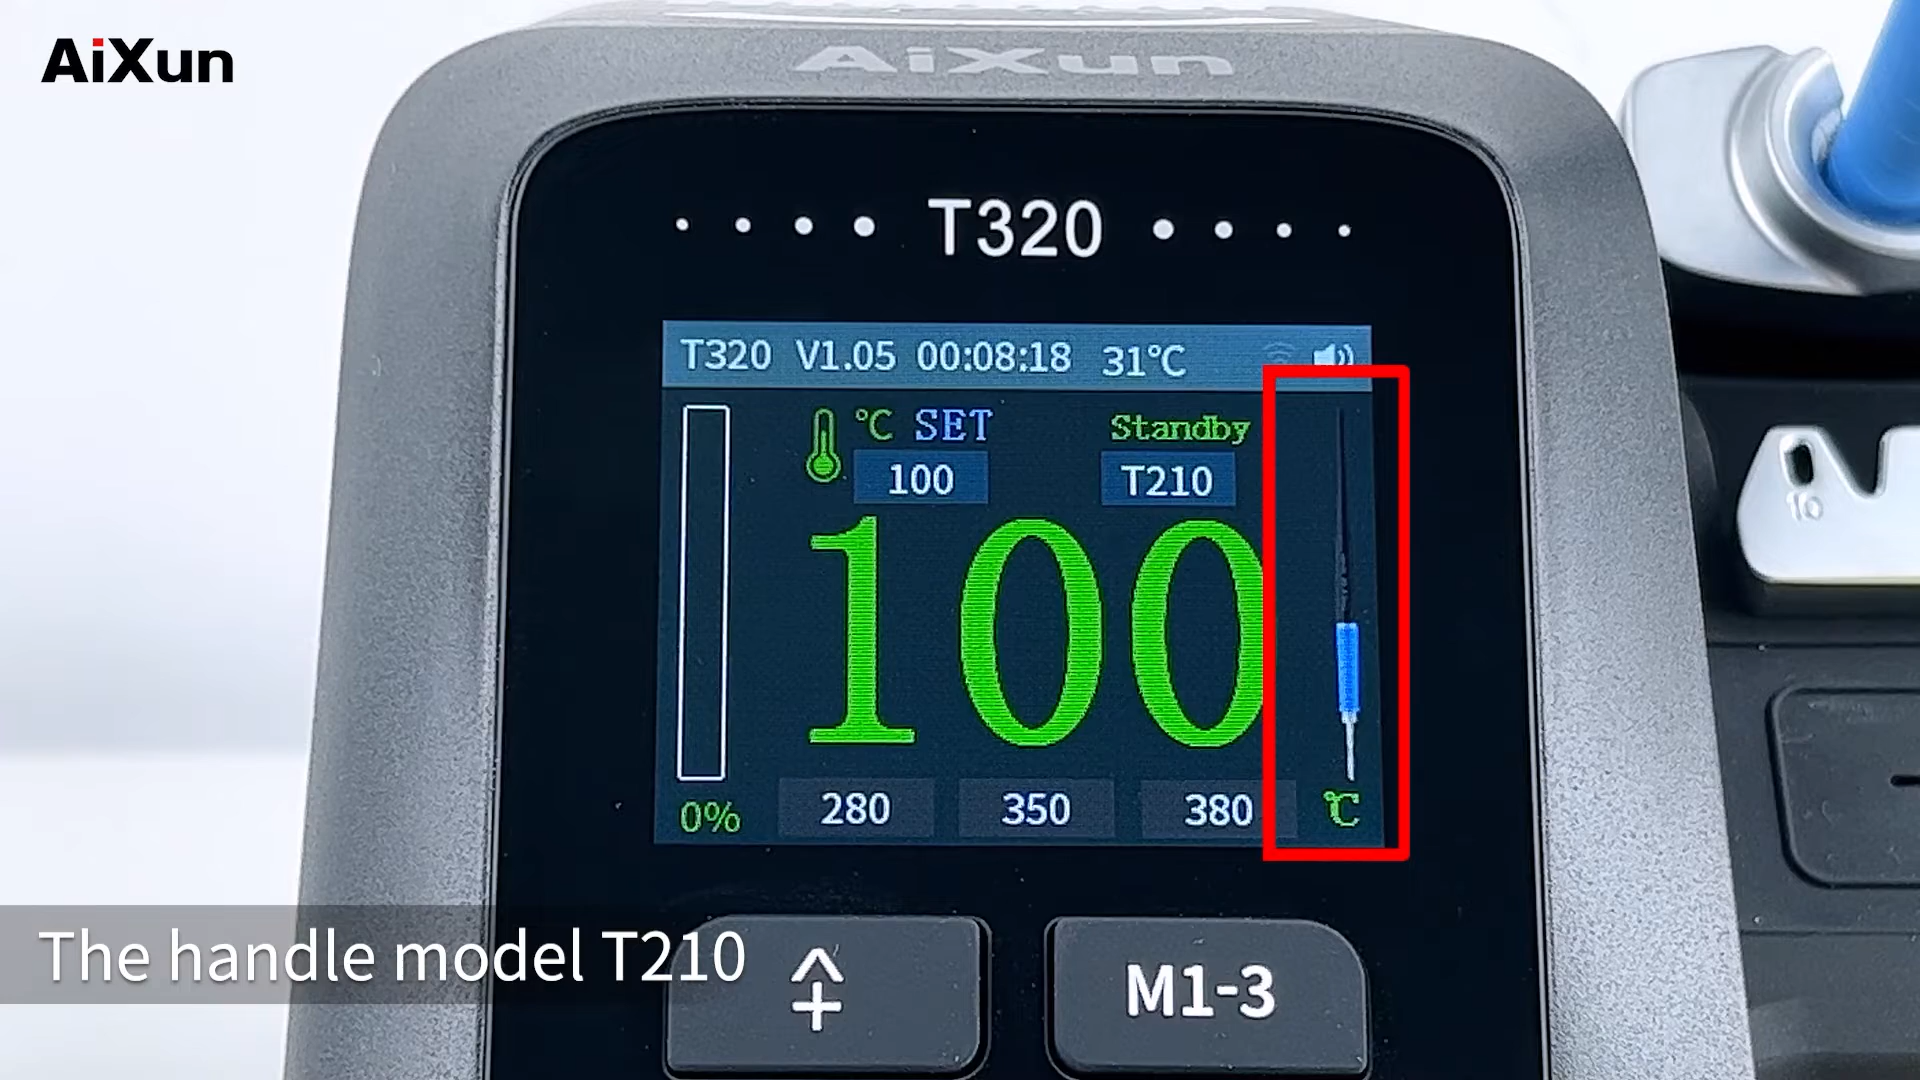 AiXun
AiXun
T320
T320 V1.05 00:08:18 31℃
℃ SET Standby
100 T210
100
0% 280 350 380 ℃
10
The handle model T210
M1-3